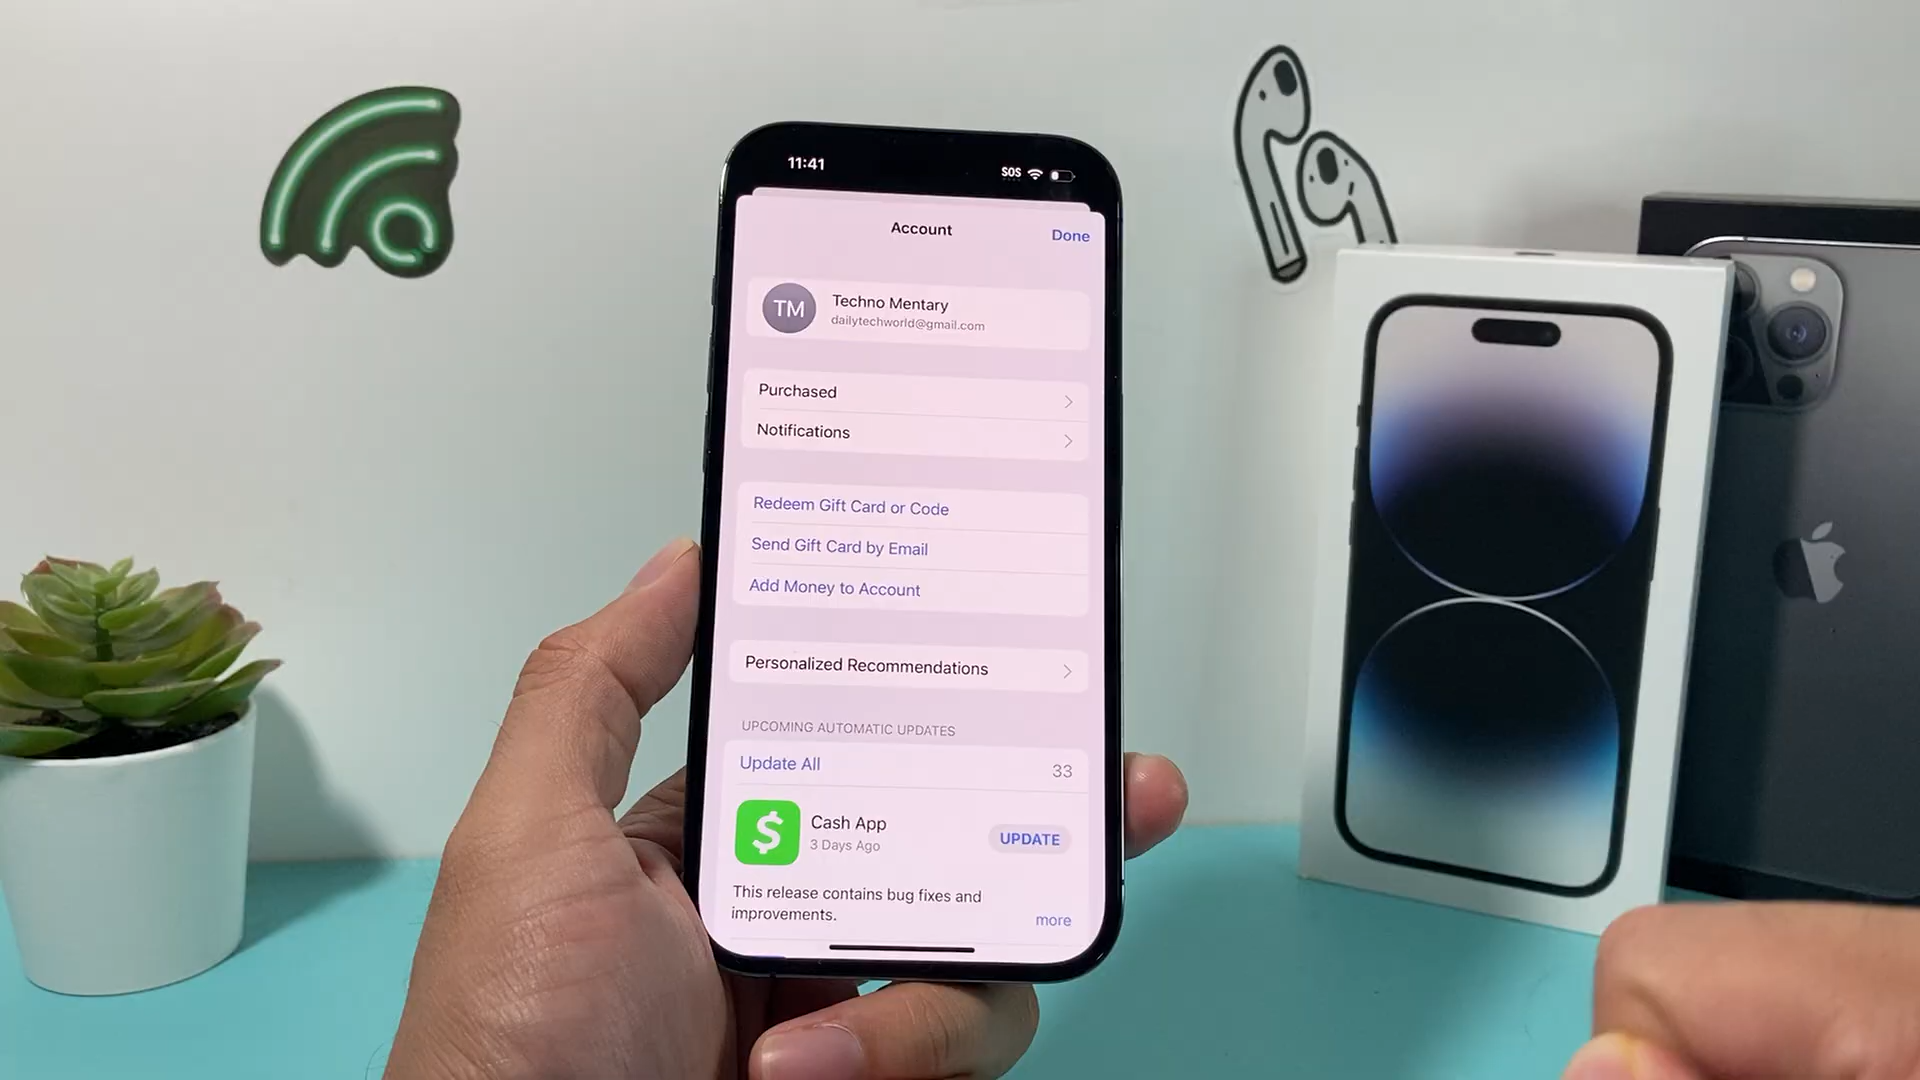 11:41
SOS
Account
Done
TM
Techno Mentary
dailytechworld@gmail.com
Purchased
Notifications
Redeem Gift Card or Code
Send Gift Card by Email
Add Money to Account
Personalized Recommendations
UPCOMING AUTOMATIC UPDATES
Update All
33
Cash App
UPDATE
3 Days Ago
This release contains bug fixes and
improvements.
more